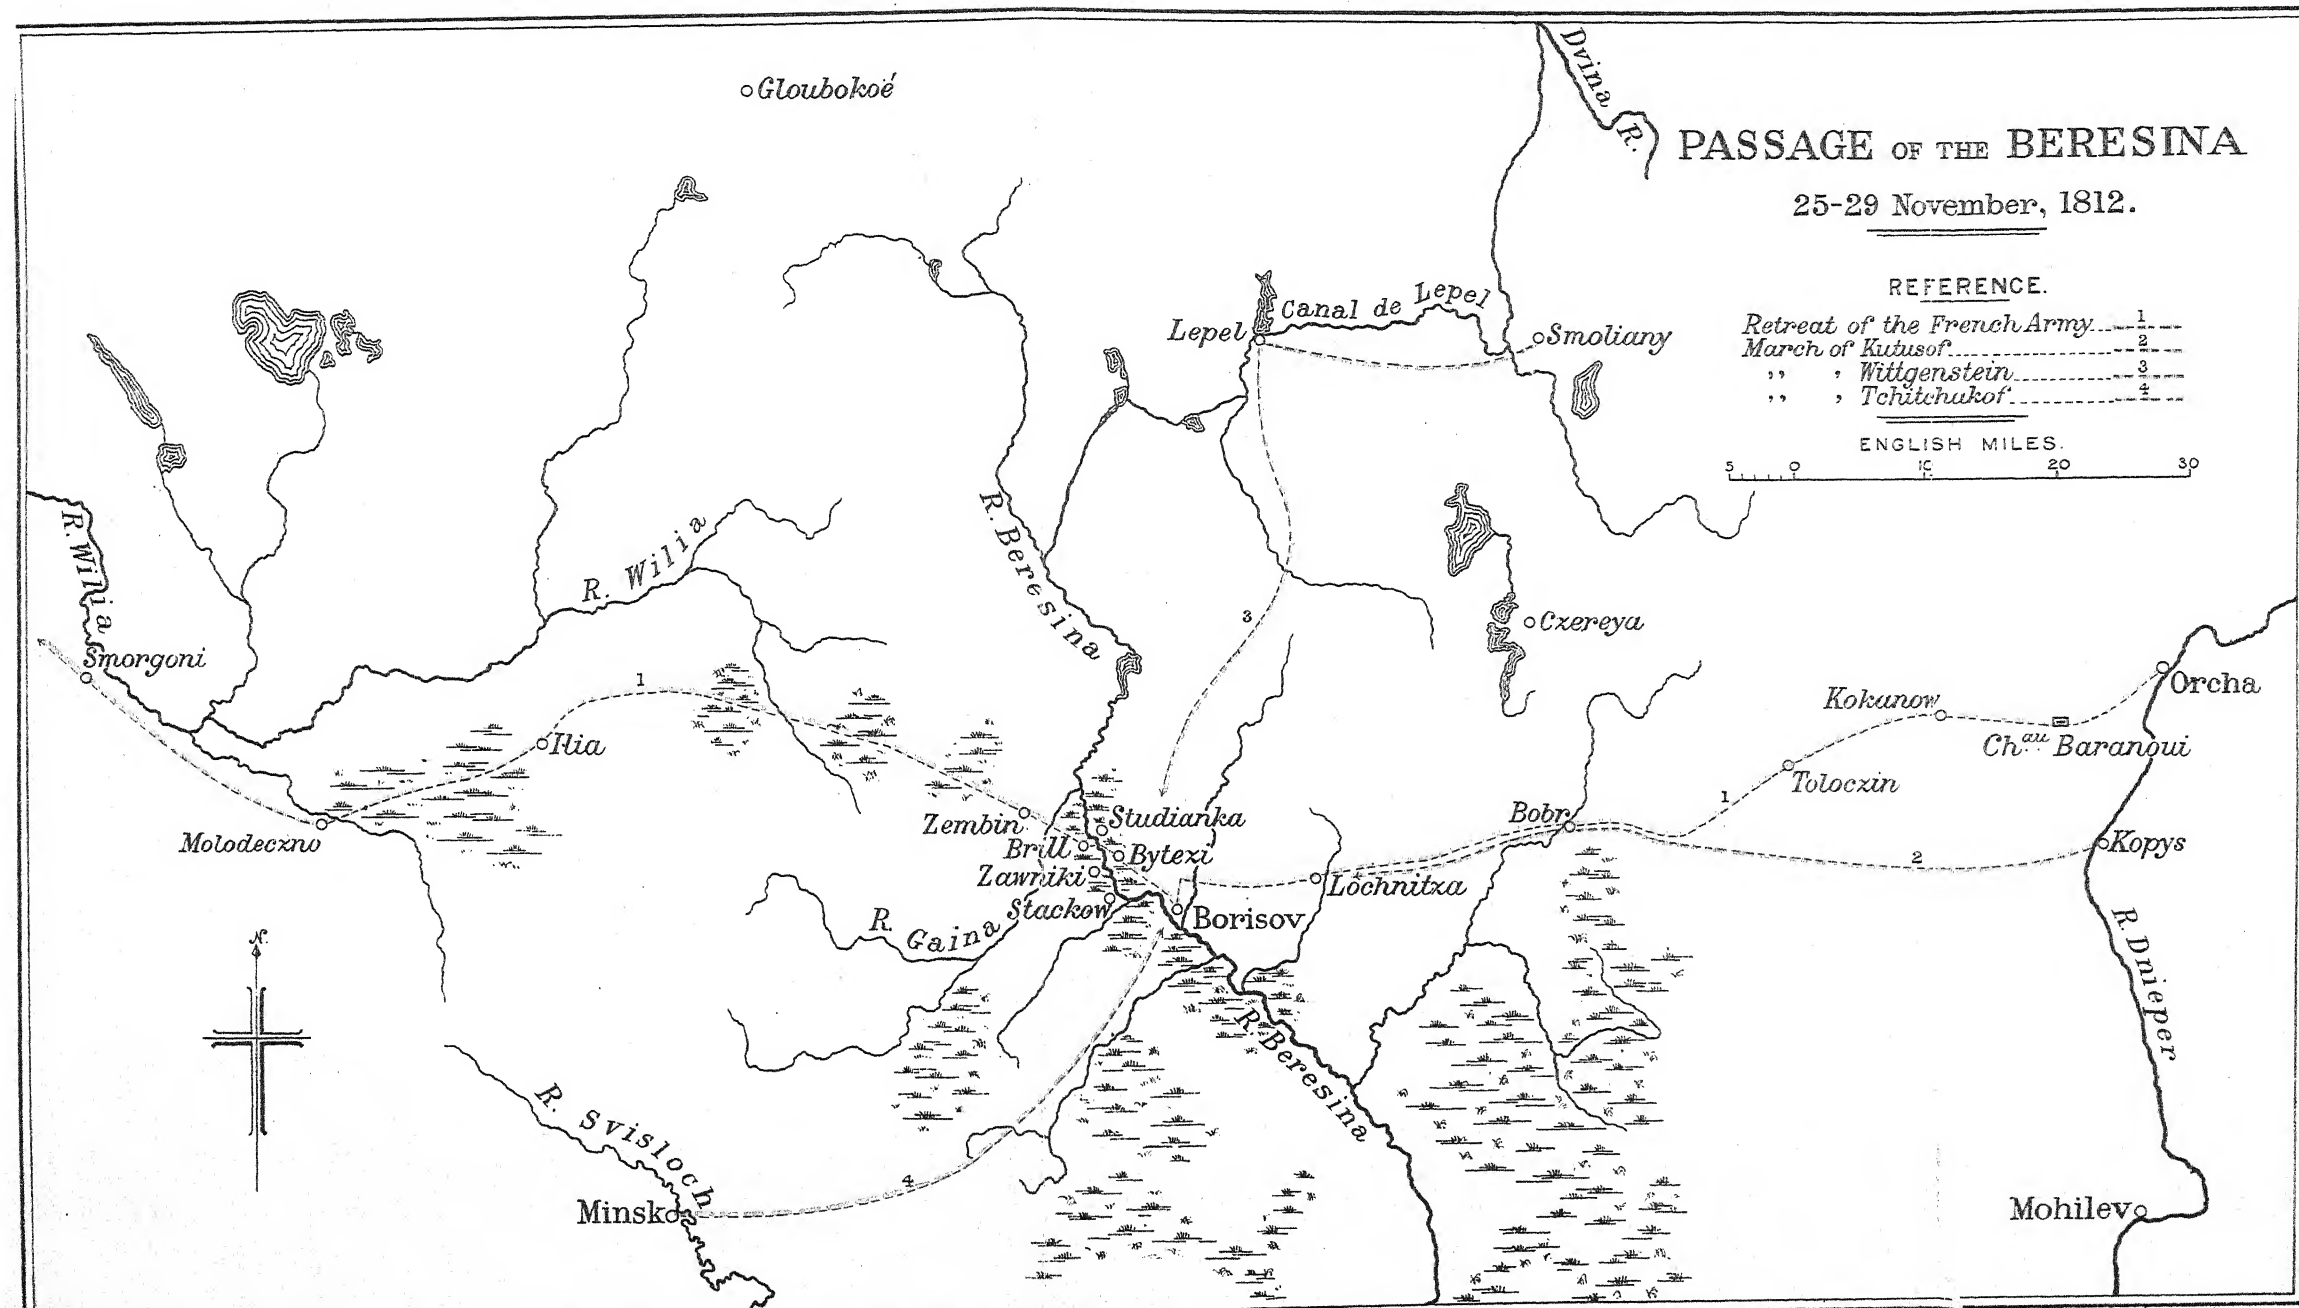 Gloubokoé
Dvina R.
PASSAGE OF THE BERESINA
25-29 November, 1812.
REFERENCE.
Retreat of the French Army 1
March of Kutusof 2
,, , Wittgenstein 3
,, , Tchitchakof 4
ENGLISH MILES.
5 0 10 20 30
Lepel
Canal de Lepel
Smoliany
R. Wilia
R. Wilia
R. Beresina
3
Czereya
Smorgoni
1
Orcha
Kokanow
Chau. Baranoui
Ilia
Toloczin
1
Molodeczno
Zembin
Studianka
Bobr
Brill
Bytezi
Kopys
2
Zawniki
Lochnitza
Stackow
Borisov
R. Gaina
R. Dnieper
N.
R. Beresina
R. Svisloch
4
Minsk
Mohilev